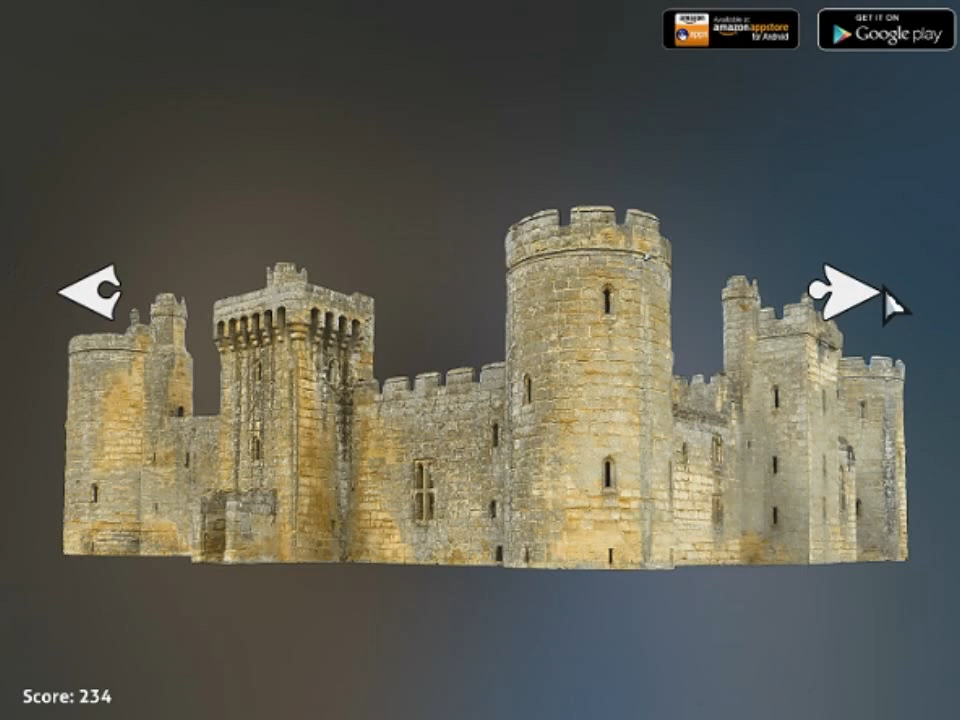 amazon
apps
Available at
amazonappstore
for Android
GET IT ON
Google play
Score: 234